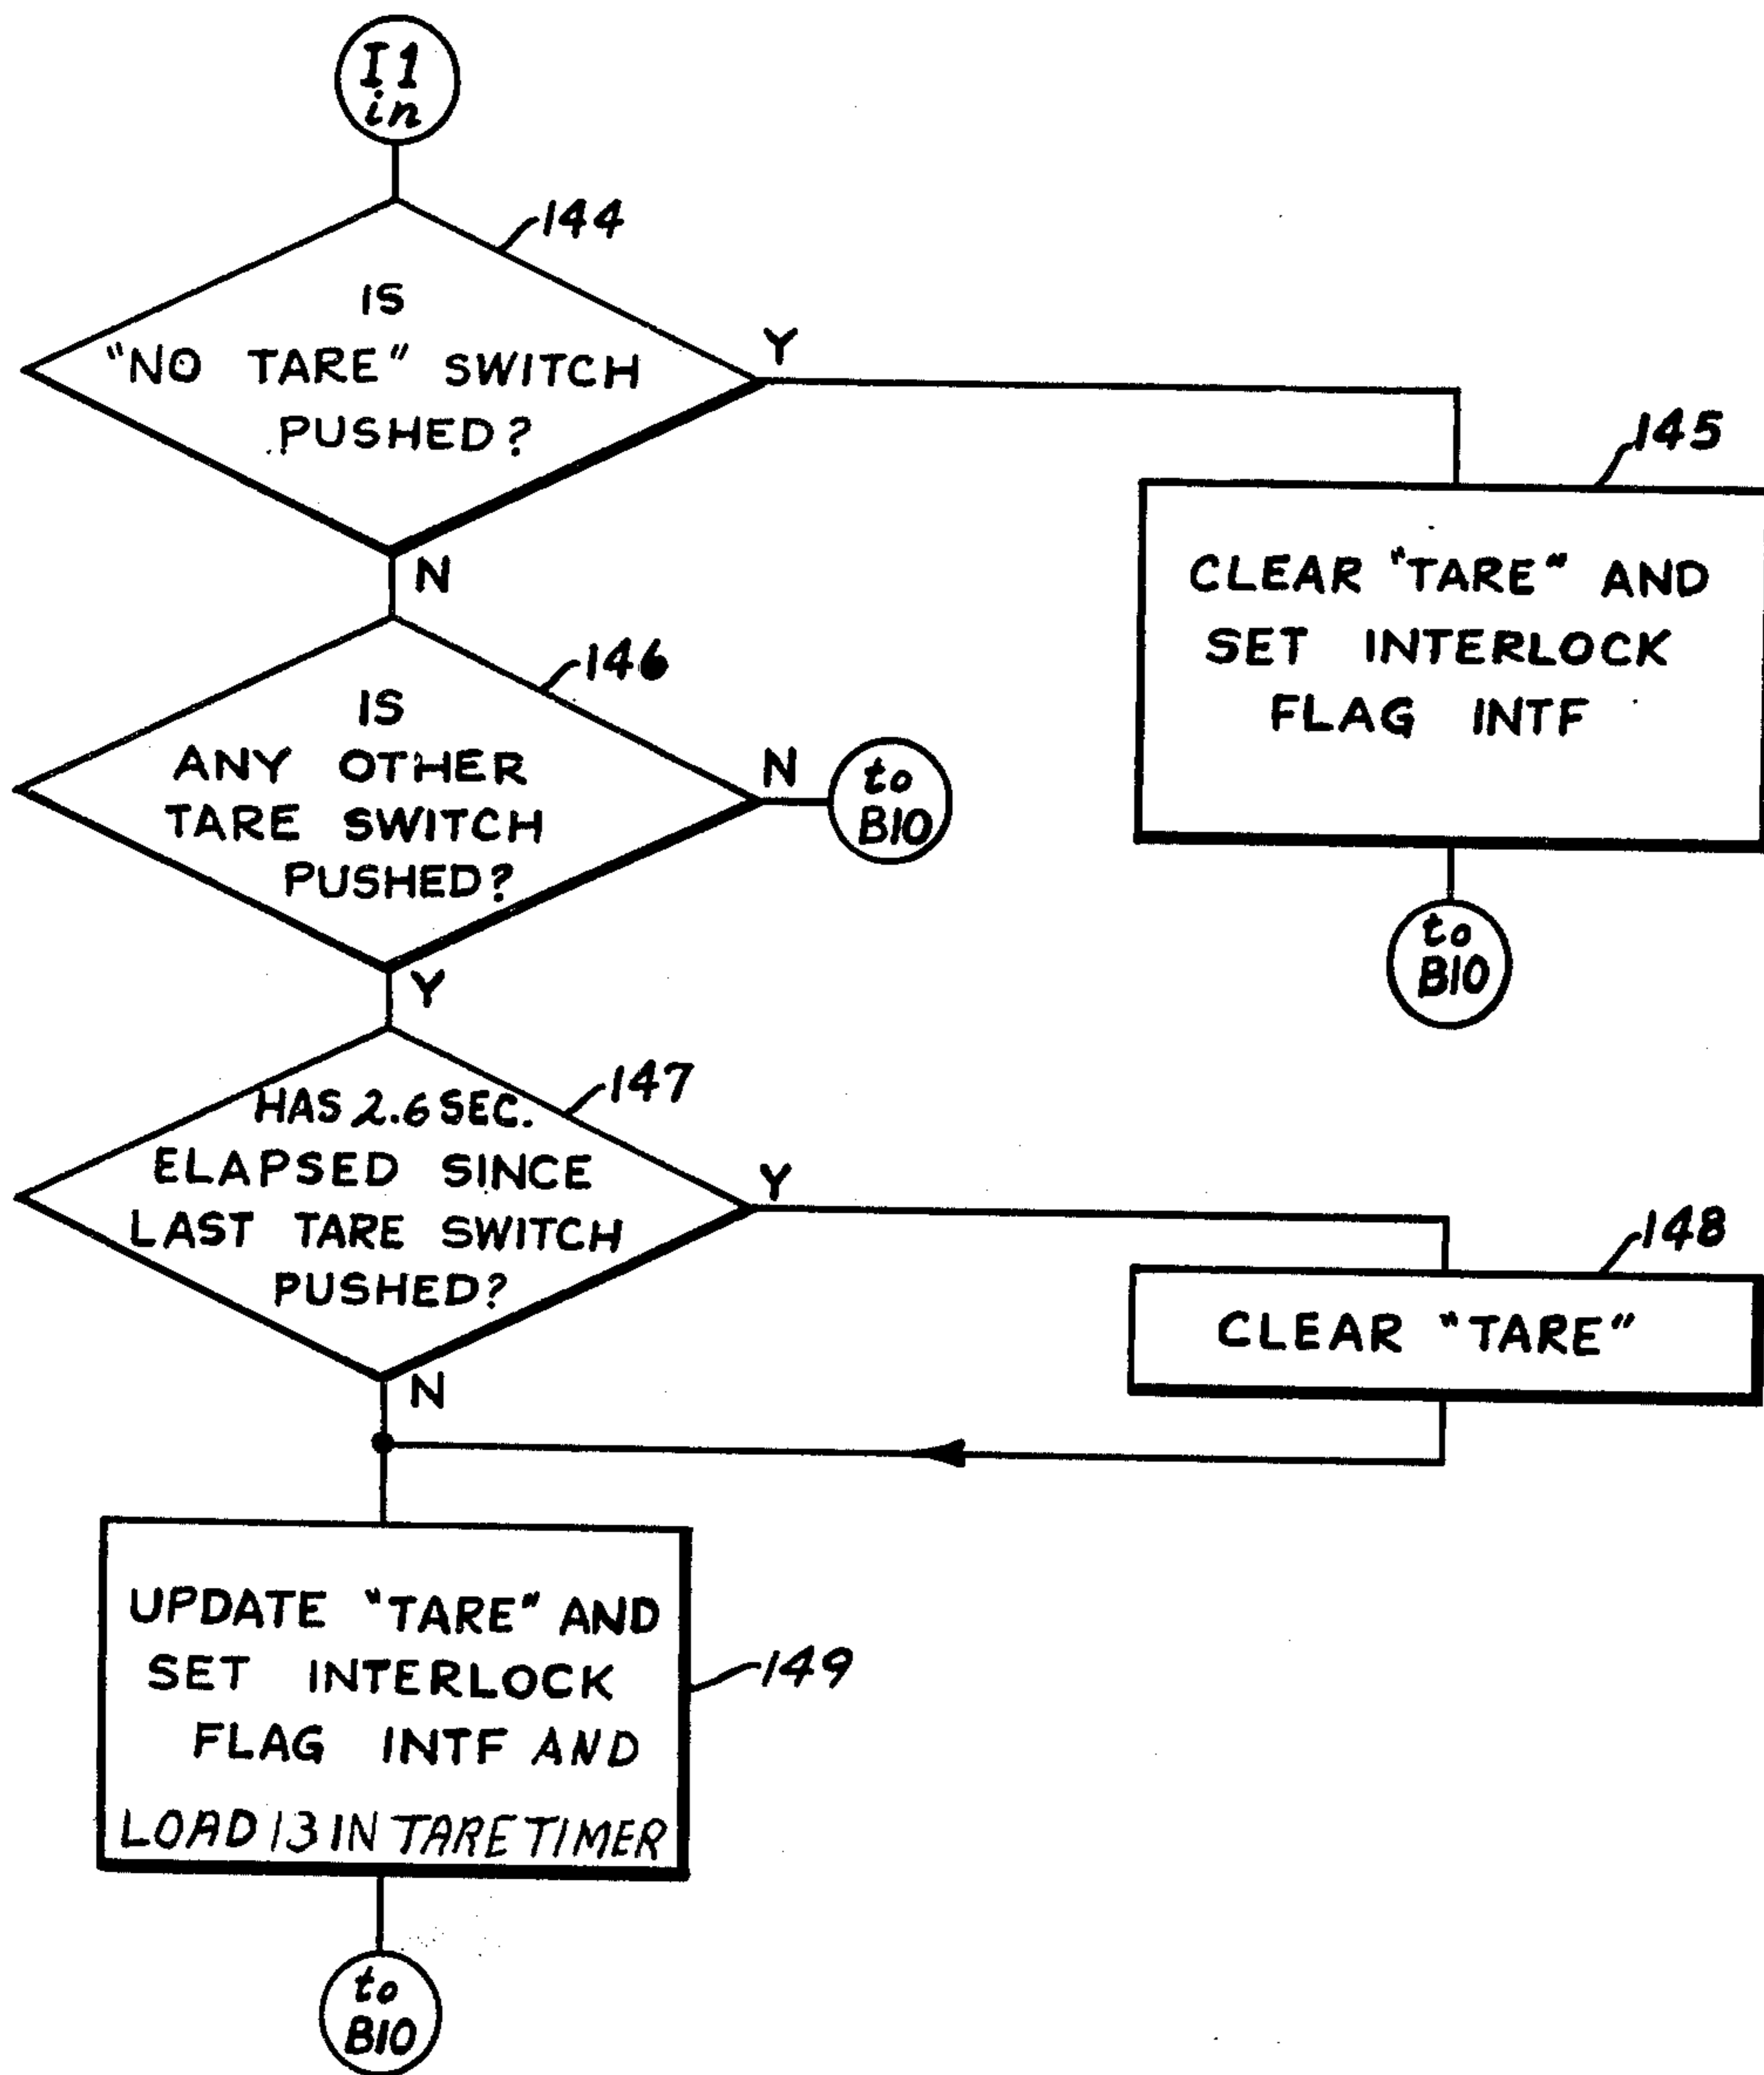 I1
in
144
IS
"NO TARE" SWITCH
PUSHED?
Y
N
145
CLEAR "TARE" AND
SET INTERLOCK
FLAG INTF
to
B10
146
IS
ANY OTHER
TARE SWITCH
PUSHED?
N
to
B10
Y
147
HAS 2.6 SEC.
ELAPSED SINCE
LAST TARE SWITCH
PUSHED?
Y
N
148
CLEAR "TARE"
UPDATE "TARE" AND
SET INTERLOCK
FLAG INTF AND
LOAD 13 IN TARE TIMER
149
to
B10